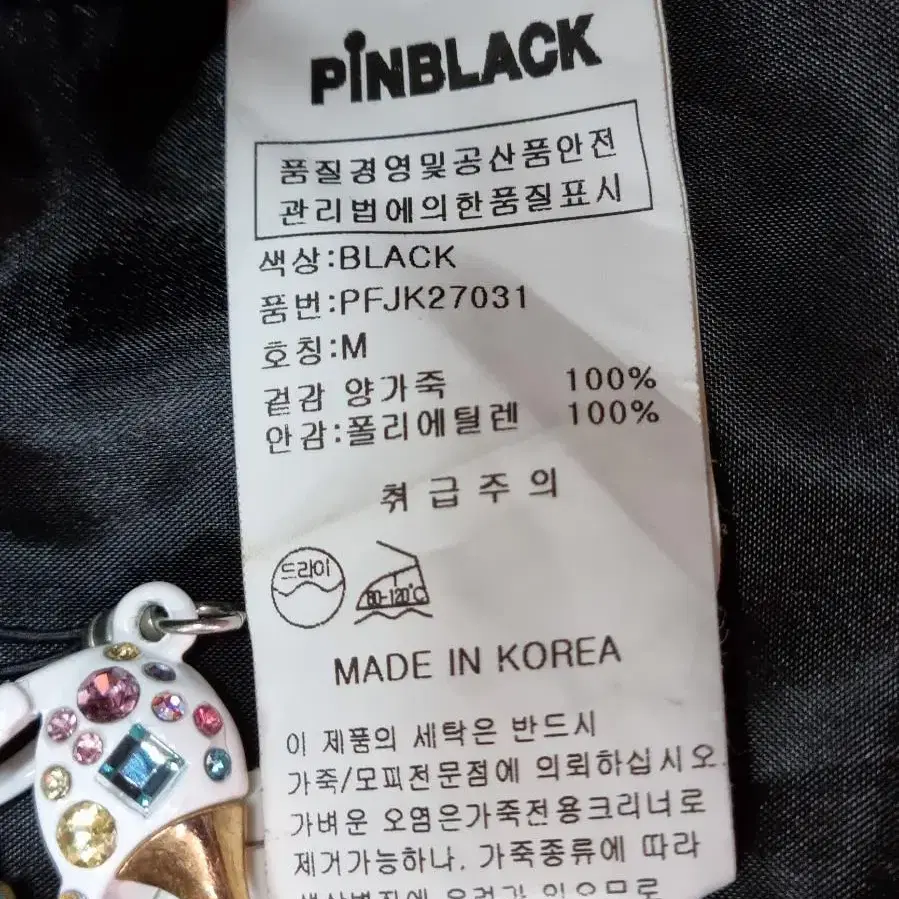 PINBLACK
품질경영및공산품안전
관리법에의한품질표시
색상:BLACK
품번:PFJK27031
호칭:M
겉감 양가죽 100%
안감:폴리에틸렌 100%
취급주의
드라이
80-120°C
MADE IN KOREA
이 제품의 세탁은 반드시
가죽/모피전문점에 의뢰하십시오.
가벼운 오염은가죽전용크리너로
제거가능하나, 가죽종류에 따라